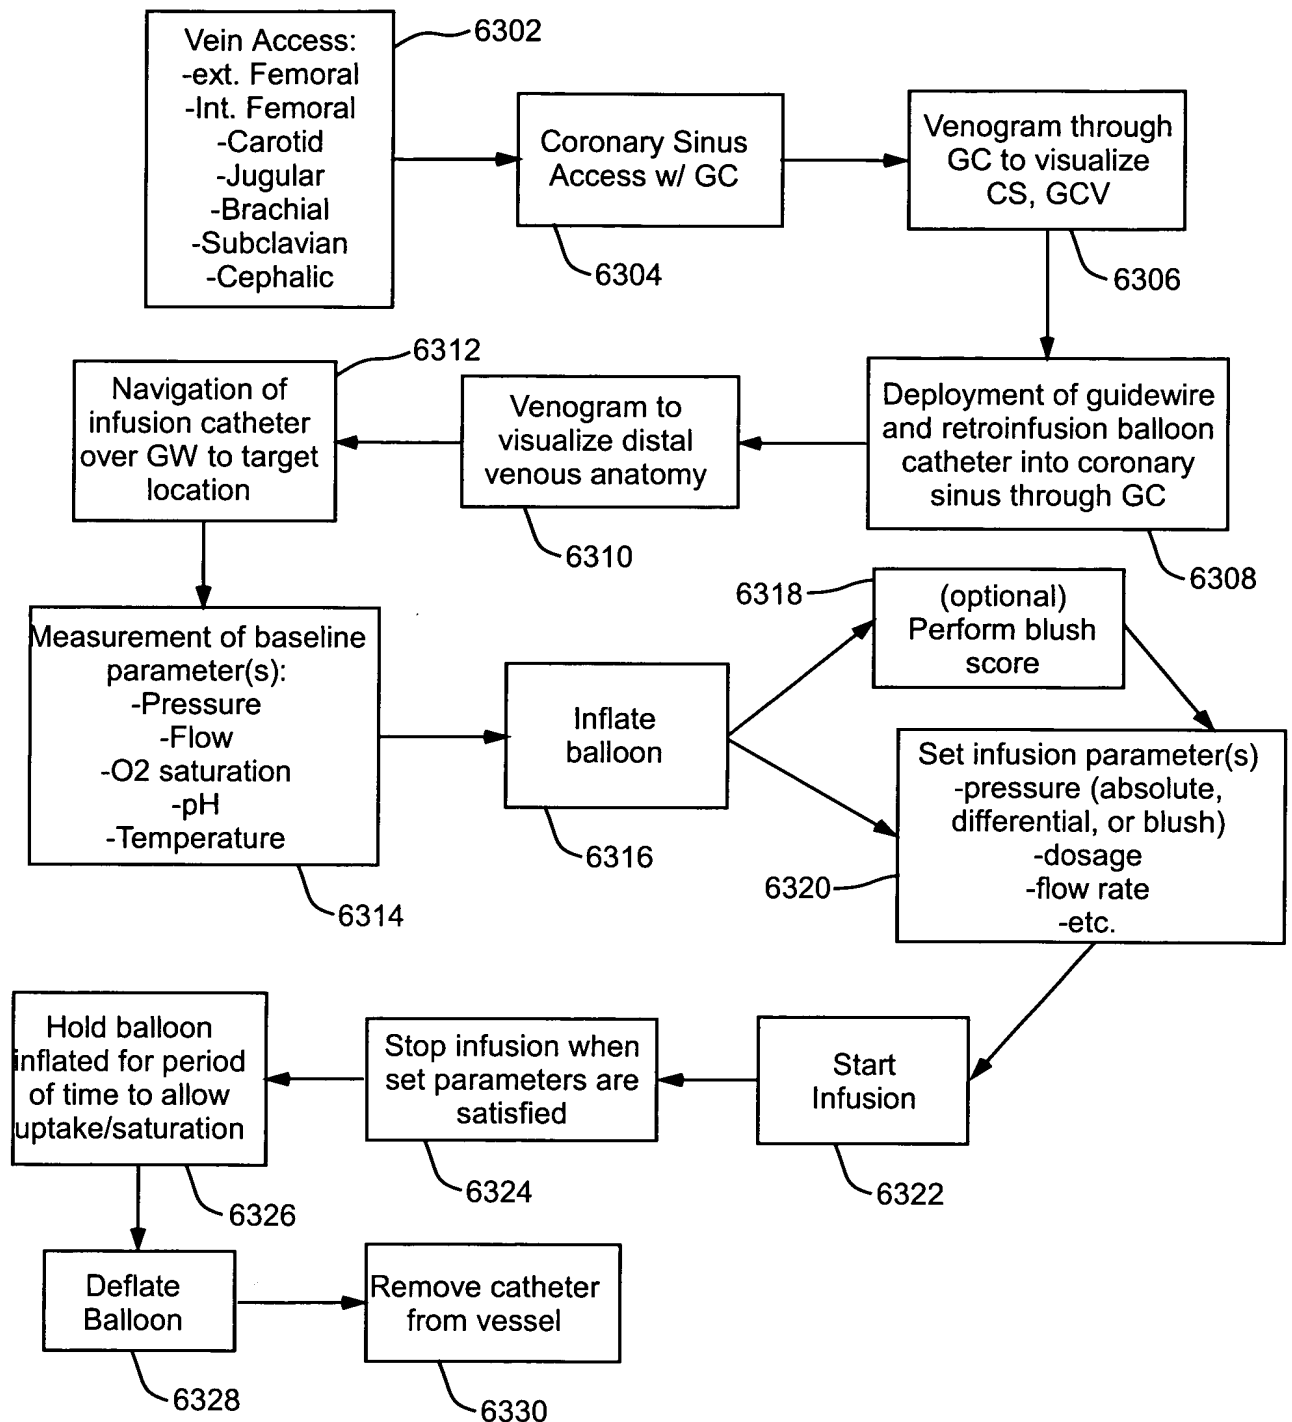 Vein Access:
-ext. Femoral
-Int. Femoral
-Carotid
-Jugular
-Brachial
-Subclavian
-Cephalic
6302
Coronary Sinus
Access w/ GC
6304
Venogram through
GC to visualize
CS, GCV
6306
Deployment of guidewire
and retroinfusion balloon
catheter into coronary
sinus through GC
6308
Venogram to
visualize distal
venous anatomy
6310
Navigation of
infusion catheter
over GW to target
location
6312
Measurement of baseline
parameter(s):
-Pressure
-Flow
-O2 saturation
-pH
-Temperature
6314
Inflate
balloon
6316
6318
(optional)
Perform blush
score
Set infusion parameter(s)
-pressure (absolute,
differential, or blush)
-dosage
-flow rate
-etc.
6320
Start
Infusion
6322
Stop infusion when
set parameters are
satisfied
6324
Hold balloon
inflated for period
of time to allow
uptake/saturation
6326
Deflate
Balloon
6328
Remove catheter
from vessel
6330